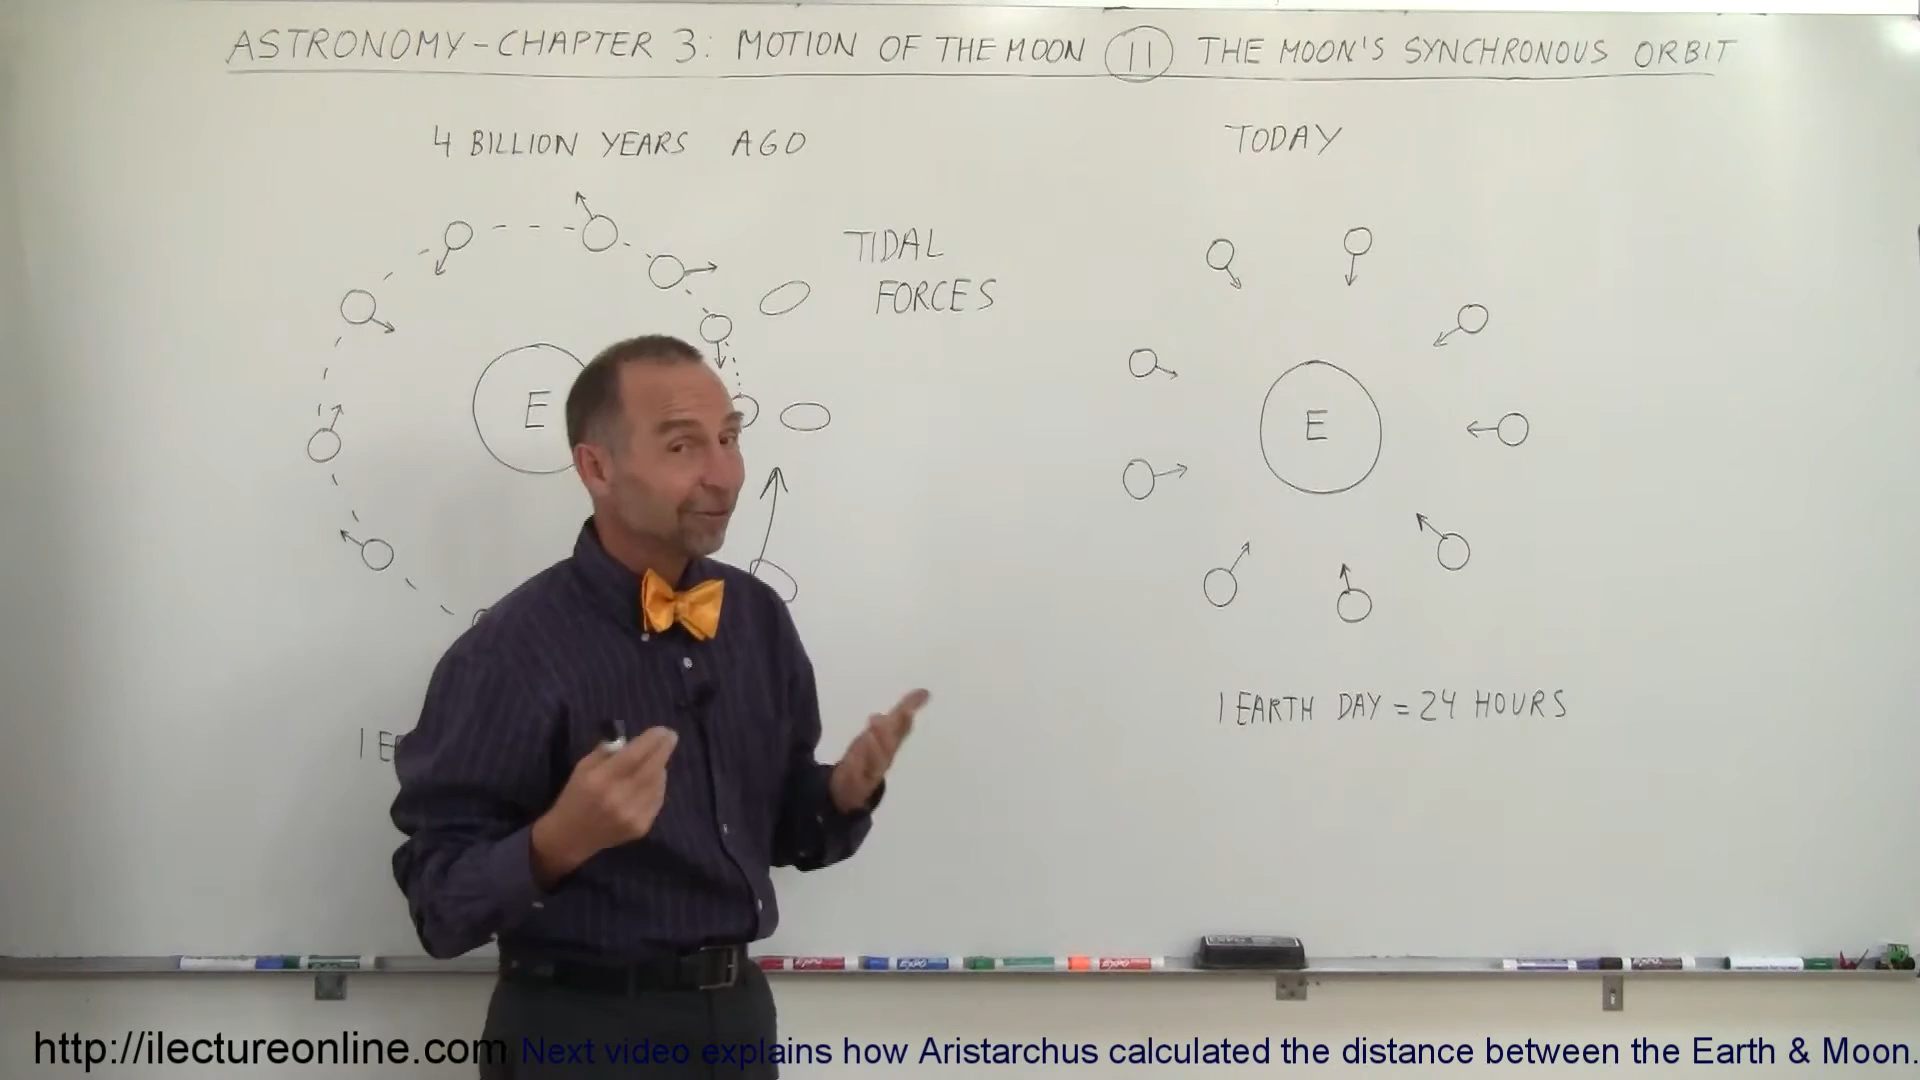 ASTRONOMY - CHAPTER 3: MOTION OF THE MOON 11 THE MOON'S SYNCHRONOUS ORBIT
4 BILLION YEARS AGO
TIDAL
FORCES
E
TODAY
E
1 EARTH DAY = 24 HOURS
http://ilectureonline.com Next video explains how Aristarchus calculated the distance between the Earth & Moon.